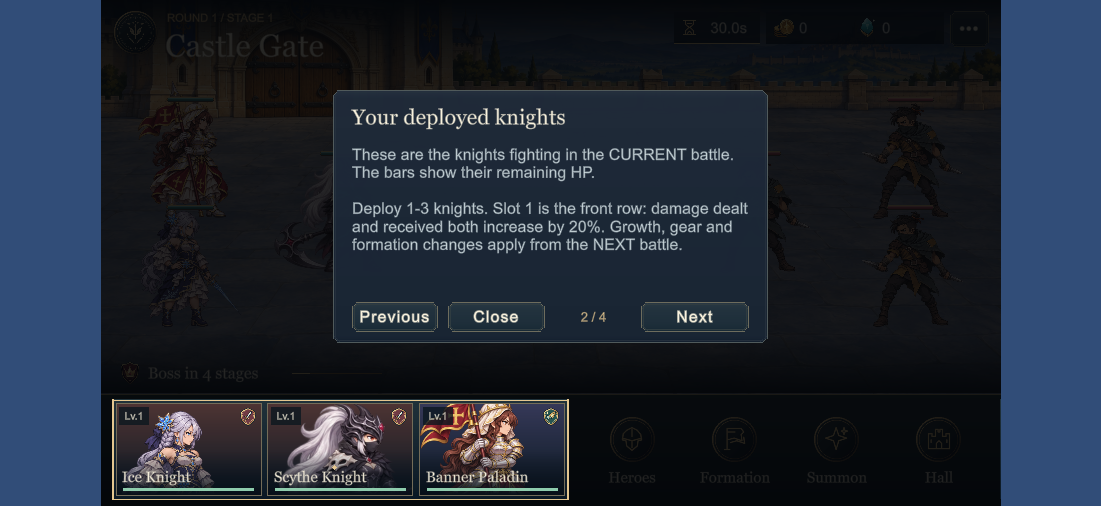 ROUND 1 / STAGE 1
Castle Gate
30.0s
0
0
Your deployed knights
These are the knights fighting in the CURRENT battle.
The bars show their remaining HP.
Deploy 1-3 knights. Slot 1 is the front row: damage dealt
and received both increase by 20%. Growth, gear and
formation changes apply from the NEXT battle.
Previous
Close
2 / 4
Next
Boss in 4 stages
Lv.1
Ice Knight
Lv.1
Scythe Knight
Lv.1
Banner Paladin
Heroes
Formation
Summon
Hall